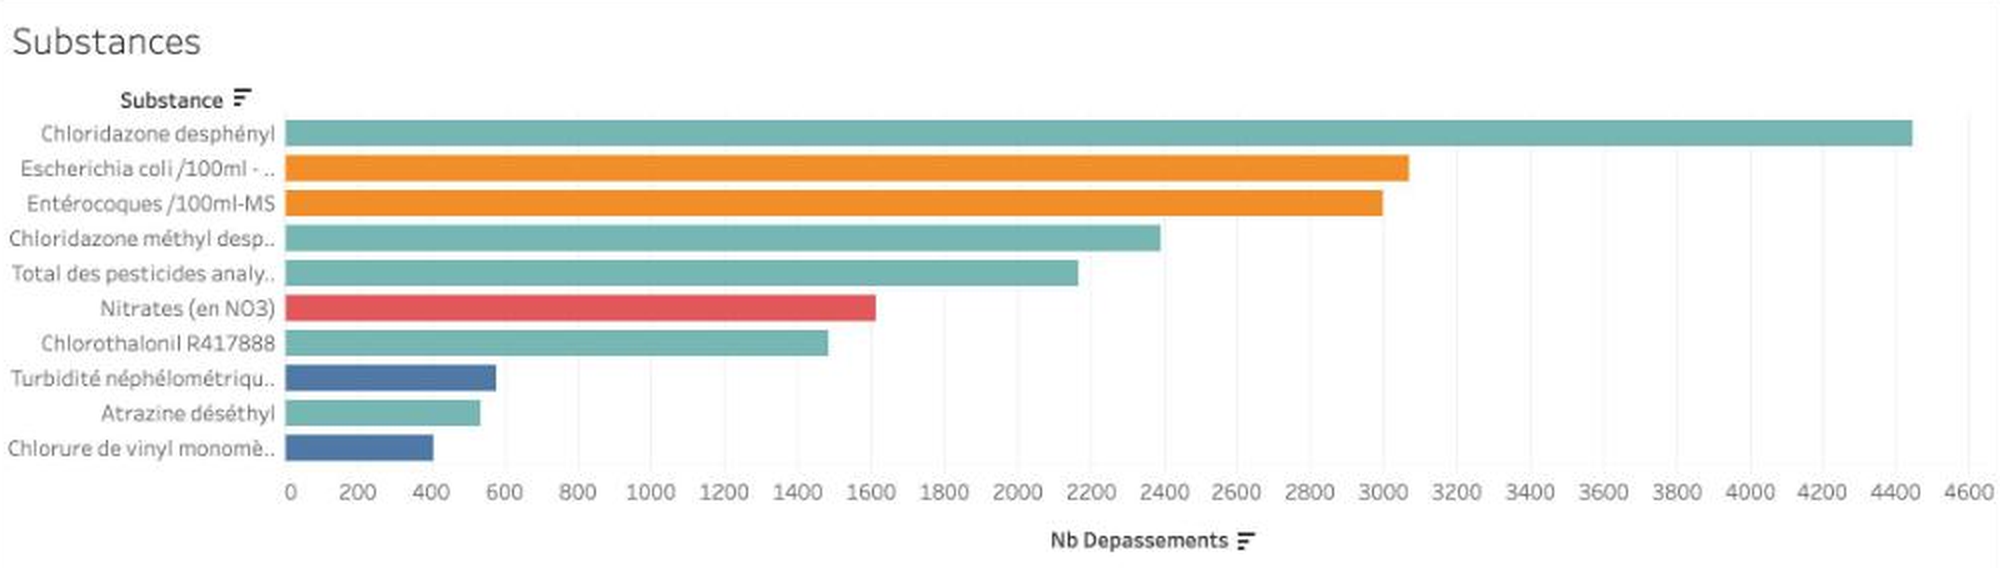 Substances
Substance
Chloridazone desphényl
Escherichia coli /100ml - ..
Entérocoques /100ml-MS
Chloridazone méthyl desp..
Total des pesticides analy..
Nitrates (en NO3)
Chlorothalonil R417888
Turbidité néphélométriqu..
Atrazine déséthyl
Chlorure de vinyl monomè..
0 200 400 600 800 1000 1200 1400 1600 1800 2000 2200 2400 2600 2800 3000 3200 3400 3600 3800 4000 4200 4400 4600
Nb Depassements